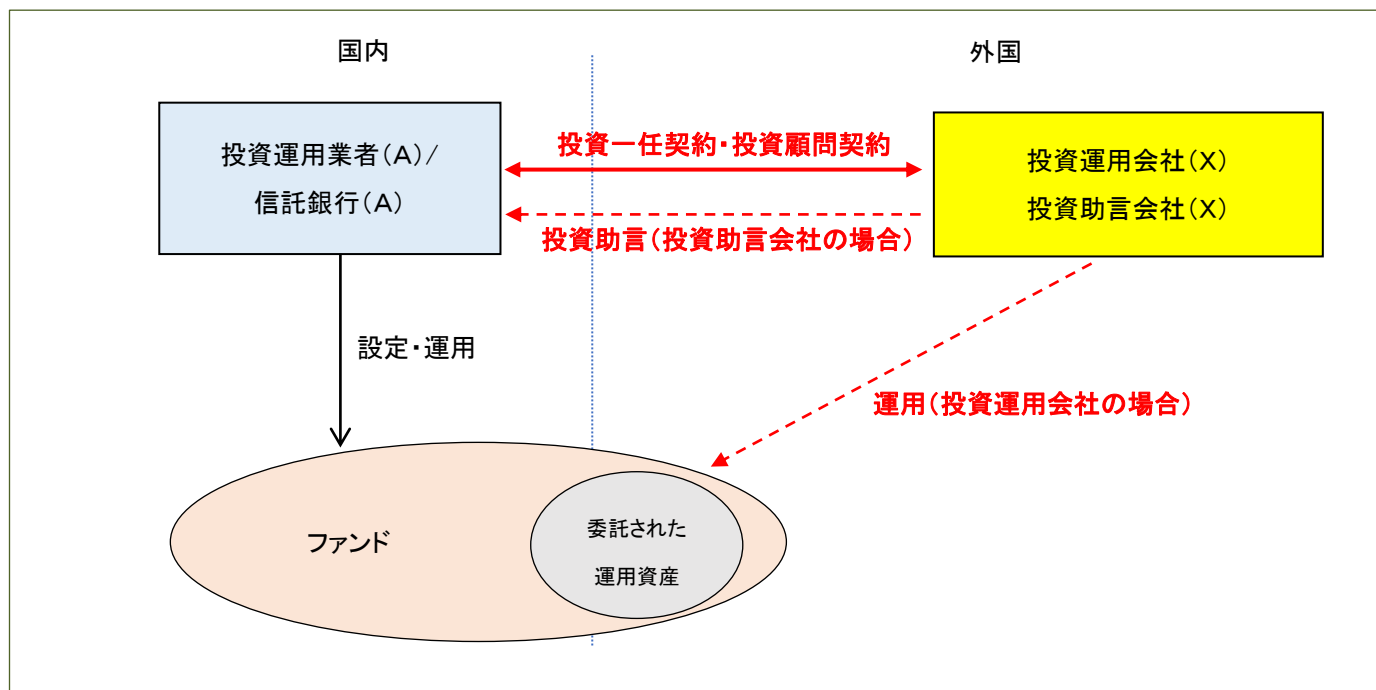 国内
外国
投資運用業者(A)/
信託銀行(A)
投資一任契約・投資顧問契約
投資運用会社(X)
投資助言会社(X)
投資助言(投資助言会社の場合)
設定・運用
運用(投資運用会社の場合)
ファンド
委託された
運用資産